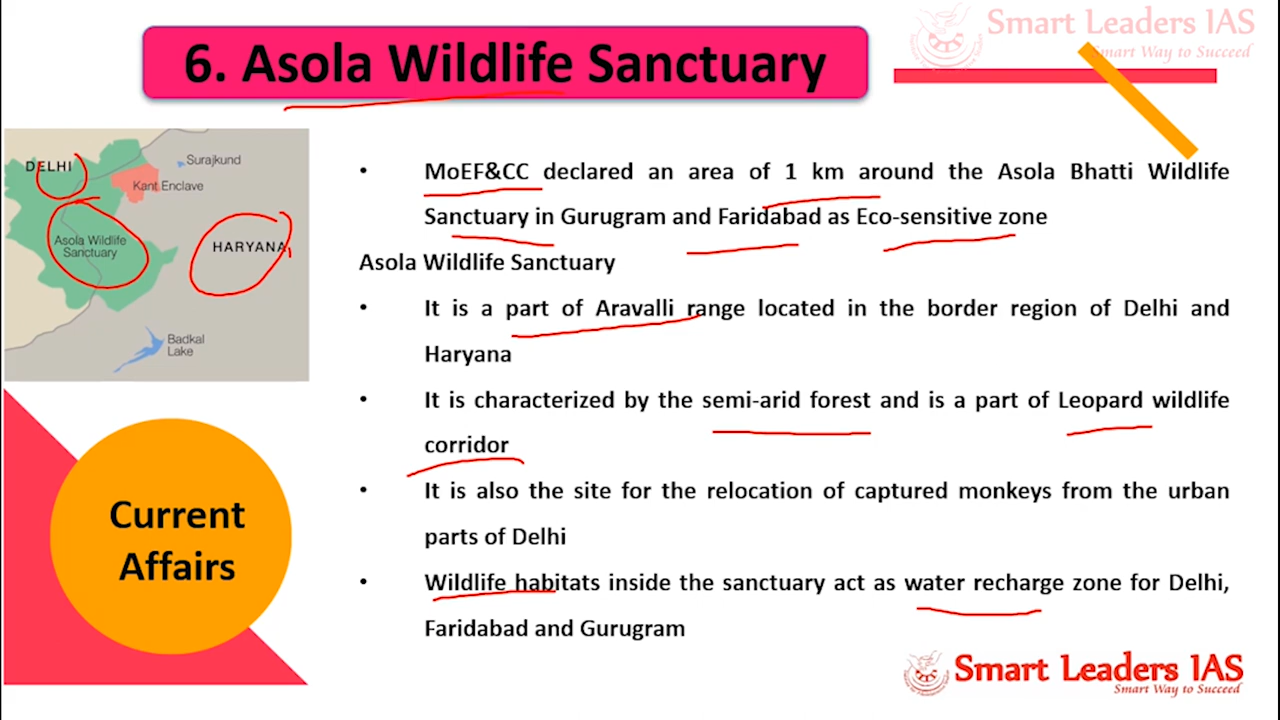 Smart Leaders IAS
Smart Way to Succeed
6. Asola Wildlife Sanctuary
DELHI
Surajkund
Kant Enclave
Asola Wildlife
Sanctuary
HARYANA
Badkal
Lake
• MoEF&CC declared an area of 1 km around the Asola Bhatti Wildlife
Sanctuary in Gurugram and Faridabad as Eco-sensitive zone
Asola Wildlife Sanctuary
• It is a part of Aravalli range located in the border region of Delhi and
Haryana
• It is characterized by the semi-arid forest and is a part of Leopard wildlife
corridor
• It is also the site for the relocation of captured monkeys from the urban
parts of Delhi
• Wildlife habitats inside the sanctuary act as water recharge zone for Delhi,
Faridabad and Gurugram
Current
Affairs
Smart Leaders IAS
Smart Way to Succeed